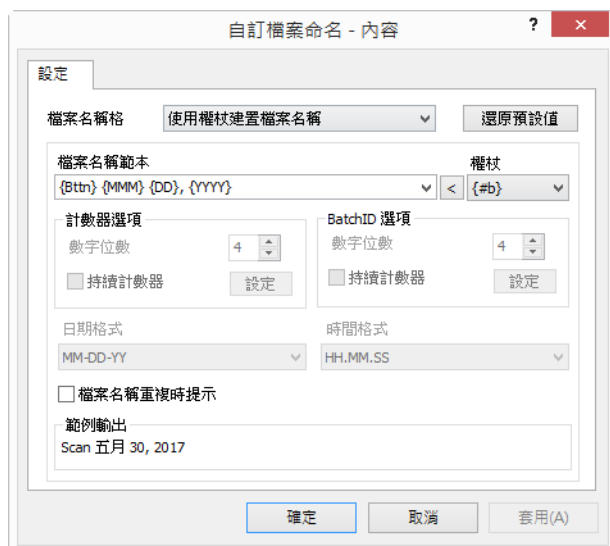 自訂檔案命名 - 內容
?
×
設定
檔案名稱格 使用權杖建置檔案名稱 還原預設值
檔案名稱範本 權杖
{Bttn} {MMM} {DD}, {YYYY} < {#b}
計數器選項 BatchID 選項
數字位數 4 數字位數 4
持續計數器 設定 持續計數器 設定
日期格式 時間格式
MM-DD-YY HH.MM.SS
檔案名稱重複時提示
範例輸出
Scan 五月 30, 2017
確定 取消 套用(A)